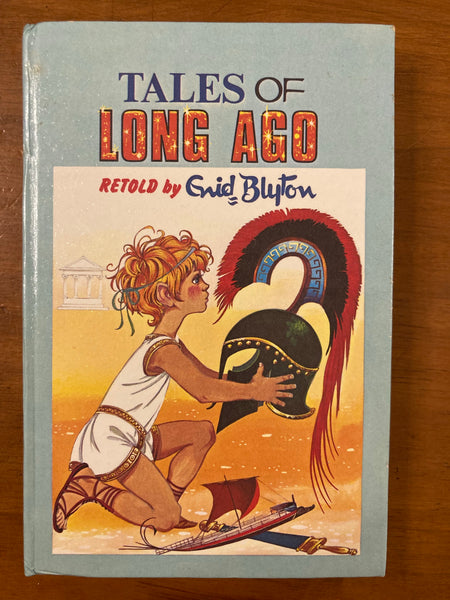 TALES OF
LONG AGO
RETOLD by Enid Blyton